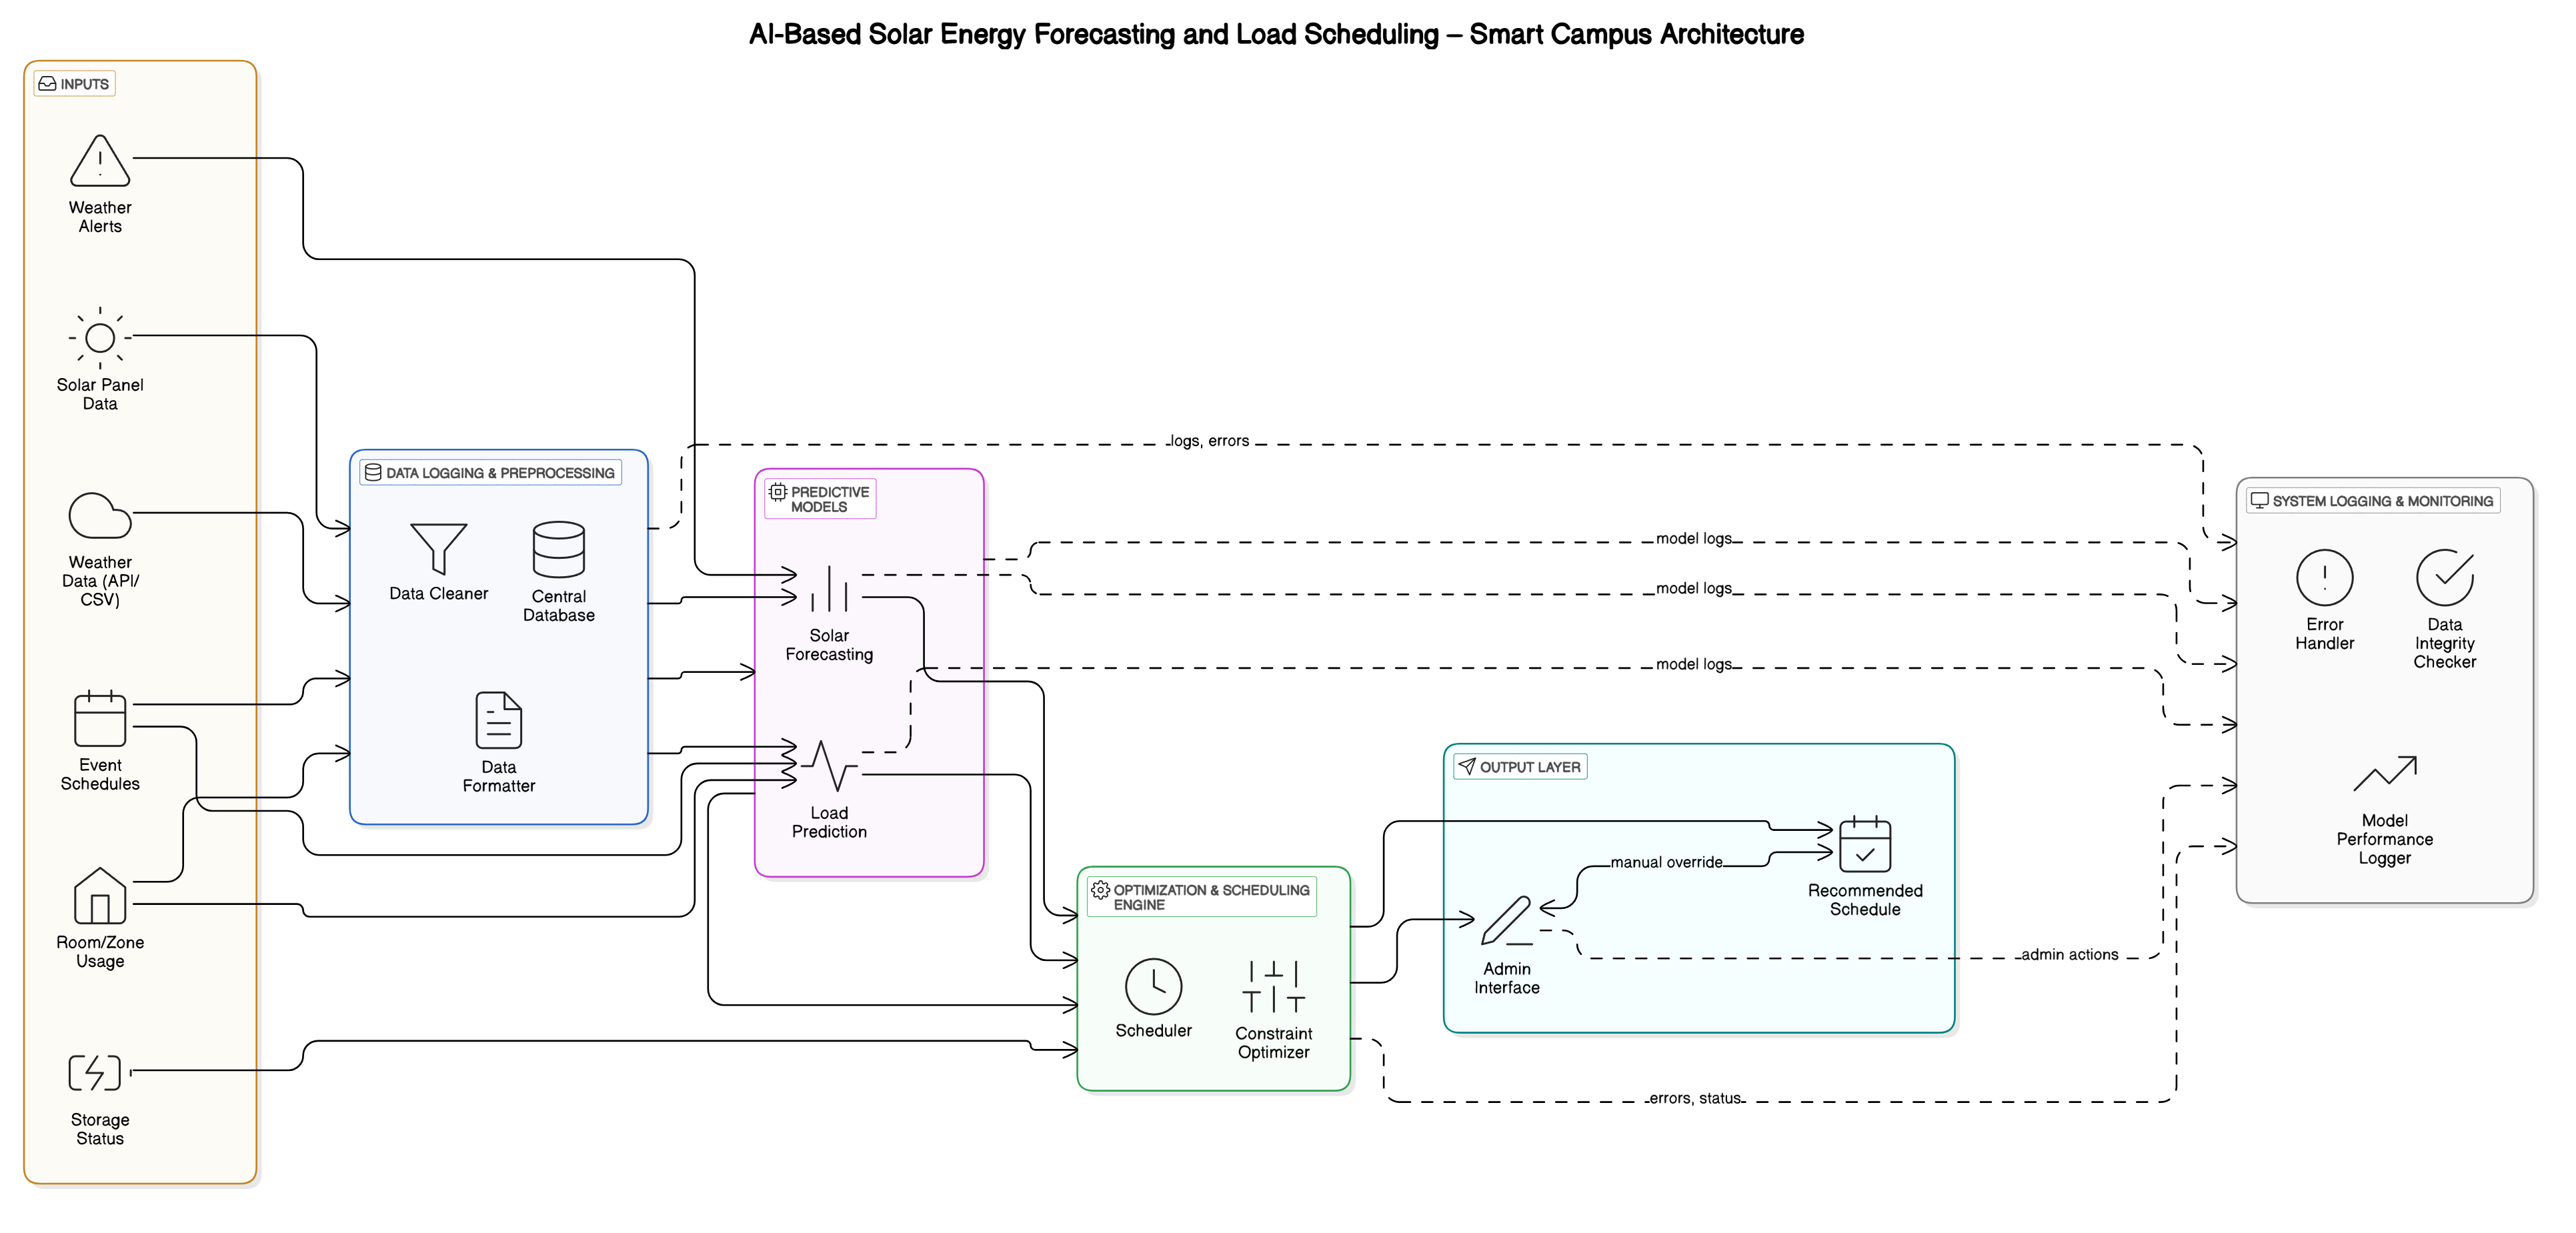 AI-Based Solar Energy Forecasting and Load Scheduling – Smart Campus Architecture
INPUTS
Weather
Alerts
Solar Panel
Data
Weather
Data (API/
CSV)
Event
Schedules
Room/Zone
Usage
Storage
Status
DATA LOGGING & PREPROCESSING
Data Cleaner
Central
Database
Data
Formatter
PREDICTIVE
MODELS
Solar
Forecasting
Load
Prediction
logs, errors
model logs
model logs
model logs
OPTIMIZATION & SCHEDULING
ENGINE
Scheduler
Constraint
Optimizer
OUTPUT LAYER
manual override
Recommended
Schedule
Admin
Interface
admin actions
errors, status
SYSTEM LOGGING & MONITORING
Error
Handler
Data
Integrity
Checker
Model
Performance
Logger